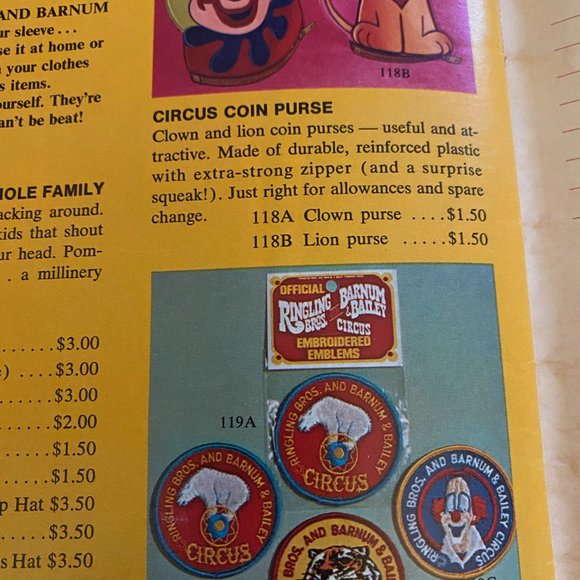 AND BARNUM
ur sleeve...
se it at home or
your clothes
s items.
ourself. They're
an't be beat!
HOLE FAMILY
acking around.
kids that shout
ur head. Pom-
. a millinery
......$3.00
) ....$3.00
......$3.00
......$2.00
......$1.50
......$1.50
p Hat $3.50
......$3.50
s Hat $3.50
118B
CIRCUS COIN PURSE
Clown and lion coin purses — useful and at-
tractive. Made of durable, reinforced plastic
with extra-strong zipper (and a surprise
squeak!). Just right for allowances and spare
change.
118A Clown purse ....$1.50
118B Lion purse .....$1.50
OFFICIAL
RINGLING BROS BARNUM & BAILEY
CIRCUS
EMBROIDERED
EMBLEMS
119A
RINGLING BROS. AND BARNUM & BAILEY
CIRCUS
RINGLING BROS. AND BARNUM & BAILEY
CIRCUS
RINGLING BROS. AND BARNUM & BAILEY CIRCUS
BROS. AND BARNUM &